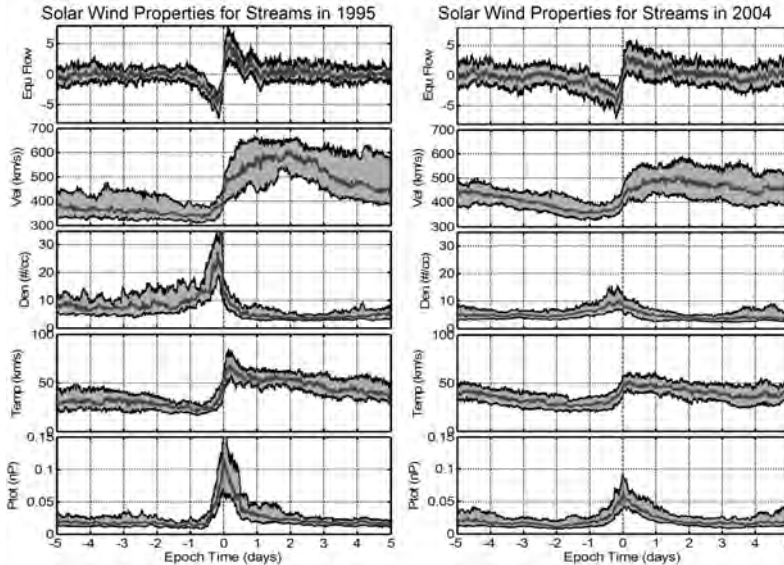 Solar Wind Properties for Streams in 1995
Equ Flow
5
0
-5
Vel (km/s)
700
600
500
400
300
Den (#/cc)
30
20
10
0
Temp (km/s)
100
50
0
Ptot (nP)
0.15
0.1
0.05
0
-5 -4 -3 -2 -1 0 1 2 3 4 5
Epoch Time (days)
Solar Wind Properties for Streams in 2004
Equ Flow
5
0
-5
Vel (km/s)
700
600
500
400
300
Den (#/cc)
30
20
10
0
Temp (km/s)
100
50
0
Ptot (nP)
0.15
0.1
0.05
0
-5 -4 -3 -2 -1 0 1 2 3 4 5
Epoch Time (days)